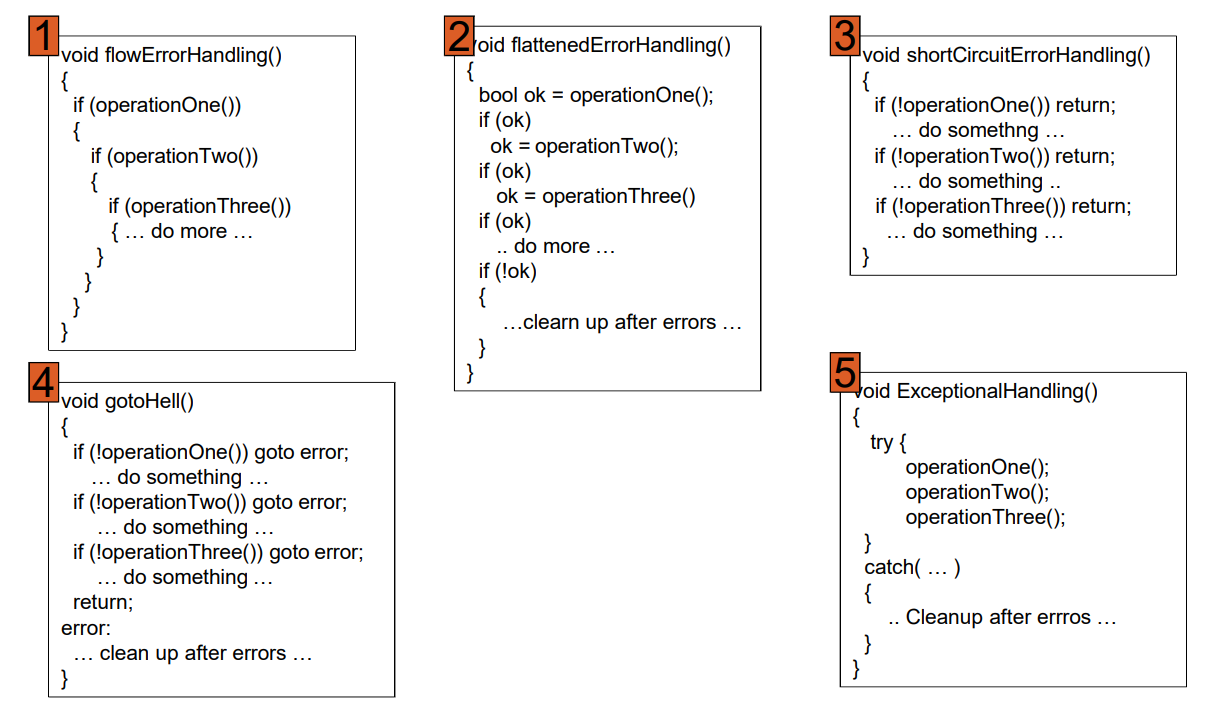 1
void flowErrorHandling()
{
if (operationOne())
{
if (operationTwo())
{
if (operationThree())
{ … do more …
}
}
}
}
2
void flattenedErrorHandling()
{
bool ok = operationOne();
if (ok)
ok = operationTwo();
if (ok)
ok = operationThree()
if (ok)
.. do more …
if (!ok)
{
…clearn up after errors …
}
}
3
void shortCircuitErrorHandling()
{
if (!operationOne()) return;
… do somethng …
if (!operationTwo()) return;
… do something ..
if (!operationThree()) return;
… do something …
}
4
void gotoHell()
{
if (!operationOne()) goto error;
… do something …
if (!operationTwo()) goto error;
… do something …
if (!operationThree()) goto error;
… do something …
return;
error:
… clean up after errors …
}
5
void ExceptionalHandling()
{
try {
operationOne();
operationTwo();
operationThree();
}
catch( … )
{
.. Cleanup after errros …
}
}